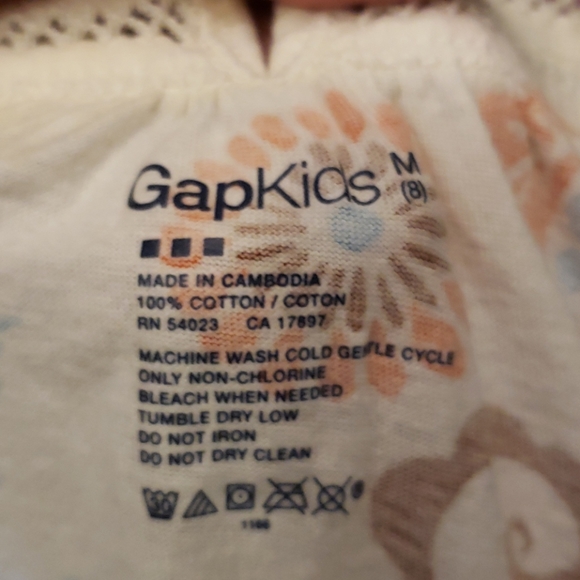 GapKids M
(8)
MADE IN CAMBODIA
100% COTTON / COTON
RN 54023 CA 17897
MACHINE WASH COLD GENTLE CYCLE
ONLY NON-CHLORINE
BLEACH WHEN NEEDED
TUMBLE DRY LOW
DO NOT IRON
DO NOT DRY CLEAN
30